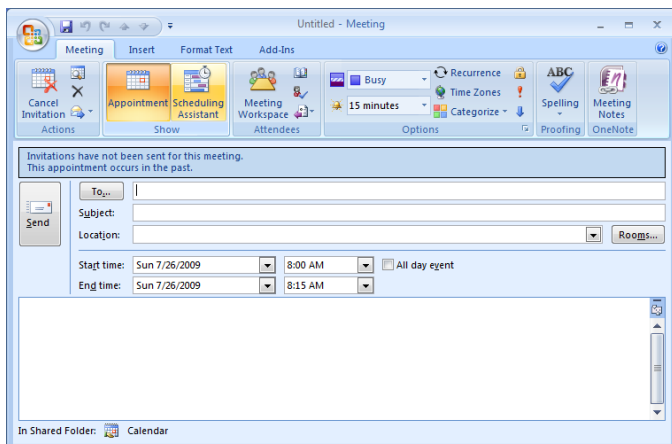 Untitled - Meeting
Meeting Insert Format Text Add-Ins
Cancel Invitation
Actions
Appointment
Scheduling Assistant
Show
Meeting Workspace
Attendees
Busy
15 minutes
Recurrence
Time Zones
Categorize
Options
ABC
Spelling
Proofing
Meeting Notes
OneNote
Invitations have not been sent for this meeting.
This appointment occurs in the past.
Send
To...
Subject:
Location:
Rooms...
Start time: Sun 7/26/2009 8:00 AM All day event
End time: Sun 7/26/2009 8:15 AM
In Shared Folder: Calendar